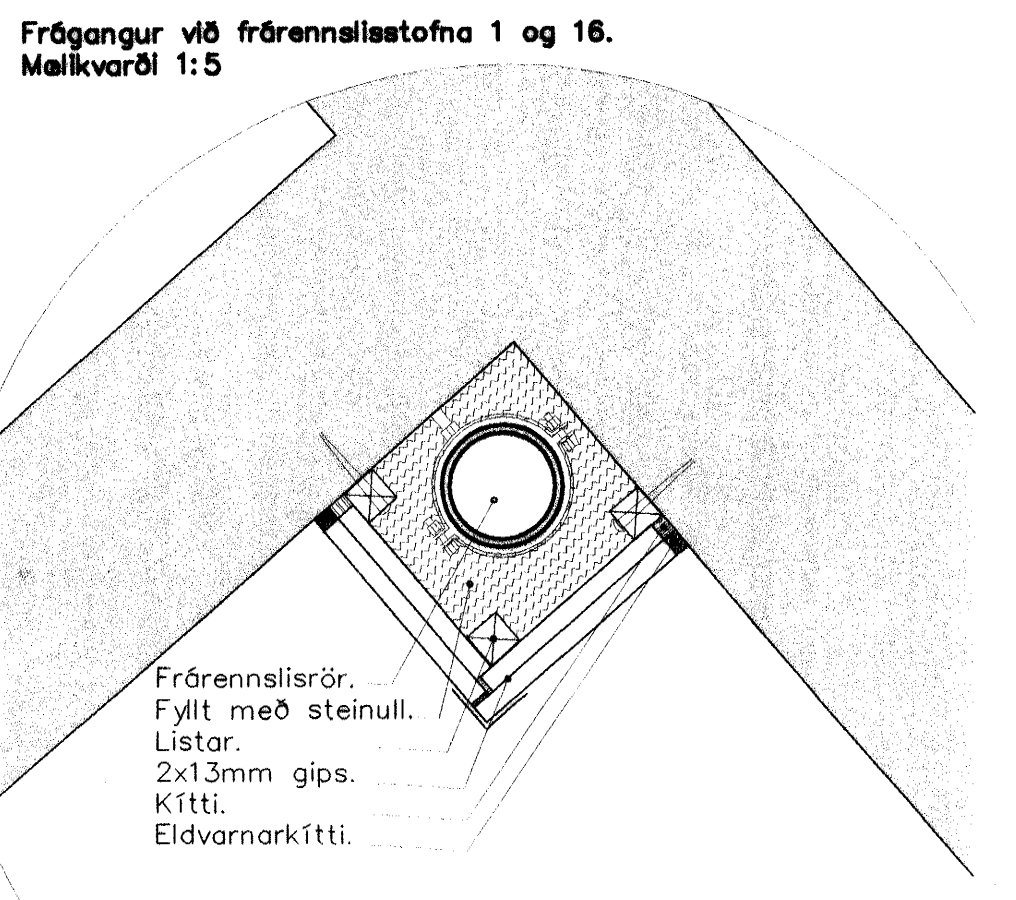 Frágangur við frárennslisstofna 1 og 16.
Mælikvarði 1:5
Frárennslisrör.
Fyllt með steinull.
Listar.
2x13mm gips.
Kítti.
Eldvarnarkítti.